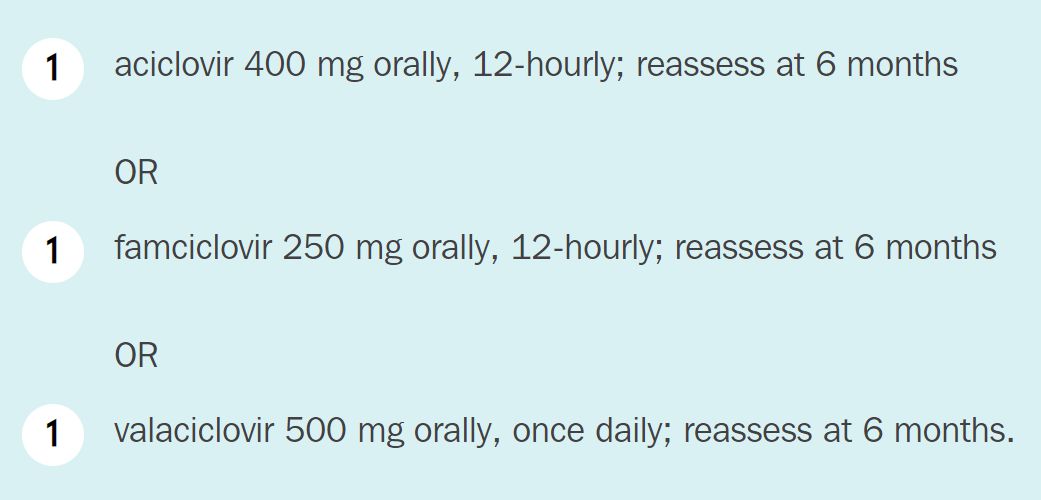 1 aciclovir 400 mg orally, 12-hourly; reassess at 6 months
OR
1 famciclovir 250 mg orally, 12-hourly; reassess at 6 months
OR
1 valaciclovir 500 mg orally, once daily; reassess at 6 months.